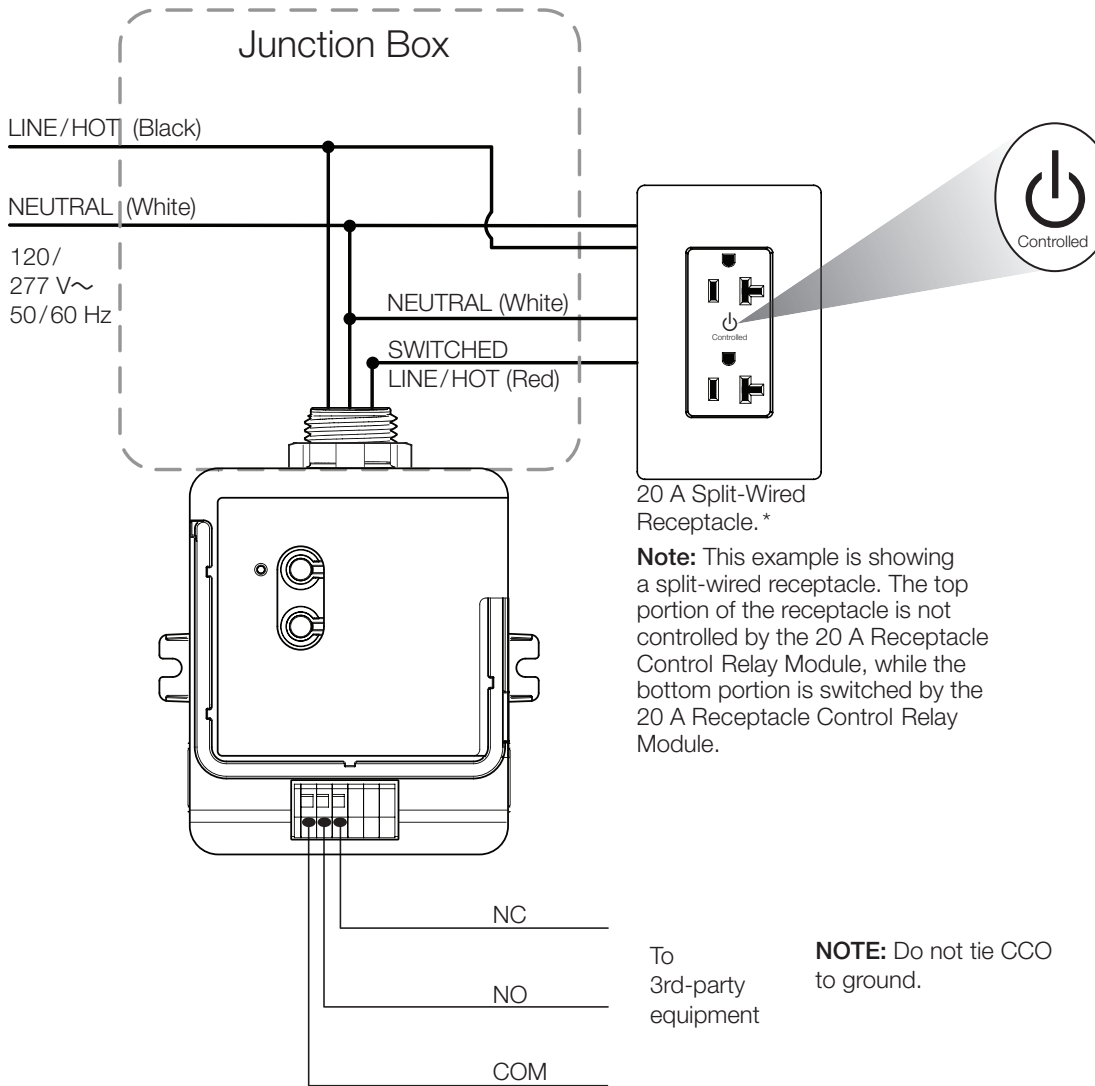 Junction Box
LINE/HOT (Black)
NEUTRAL (White)
120/
277 V~
50/60 Hz
NEUTRAL (White)
SWITCHED
LINE/HOT (Red)
Controlled
Controlled
20 A Split-Wired
Receptacle.*
Note: This example is showing
a split-wired receptacle. The top
portion of the receptacle is not
controlled by the 20 A Receptacle
Control Relay Module, while the
bottom portion is switched by the
20 A Receptacle Control Relay
Module.
NC
NO
COM
To
3rd-party
equipment
NOTE: Do not tie CCO
to ground.